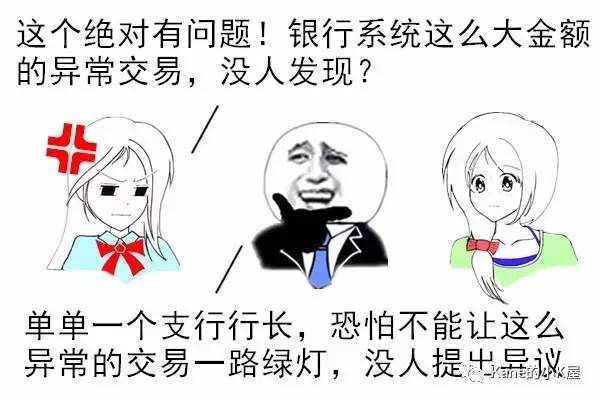 这个绝对有问题！银行系统这么大金额
的异常交易，没人发现？
单单一个支行行长，恐怕不能让这么
异常的交易一路绿灯，没人提出异议
Kane的小K屋